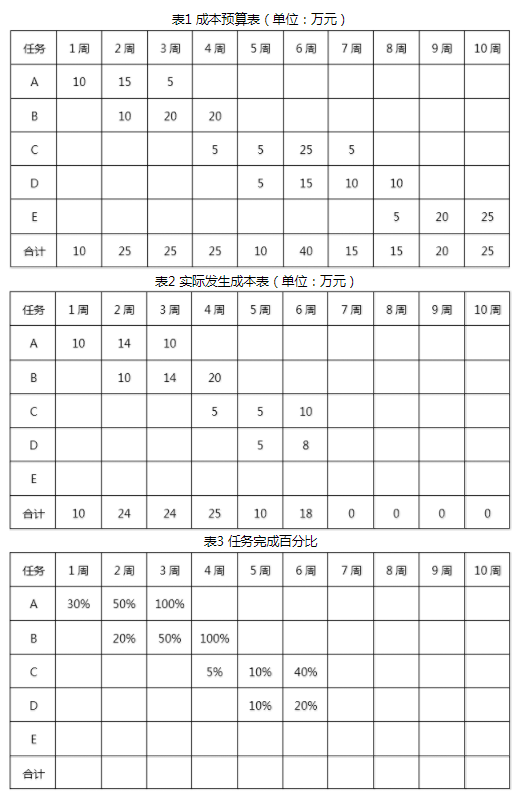 表1 成本预算表（单位：万元）
任务 1周 2周 3周 4周 5周 6周 7周 8周 9周 10周
A 10 15 5
B 10 20 20
C 5 5 25 5
D 5 15 10 10
E 5 20 25
合计 10 25 25 25 10 40 15 15 20 25
表2 实际发生成本表（单位：万元）
任务 1周 2周 3周 4周 5周 6周 7周 8周 9周 10周
A 10 14 10
B 10 14 20
C 5 5 10
D 5 8
E
合计 10 24 24 25 10 18 0 0 0 0
表3 任务完成百分比
任务 1周 2周 3周 4周 5周 6周 7周 8周 9周 10周
A 30% 50% 100%
B 20% 50% 100%
C 5% 10% 40%
D 10% 20%
E
合计